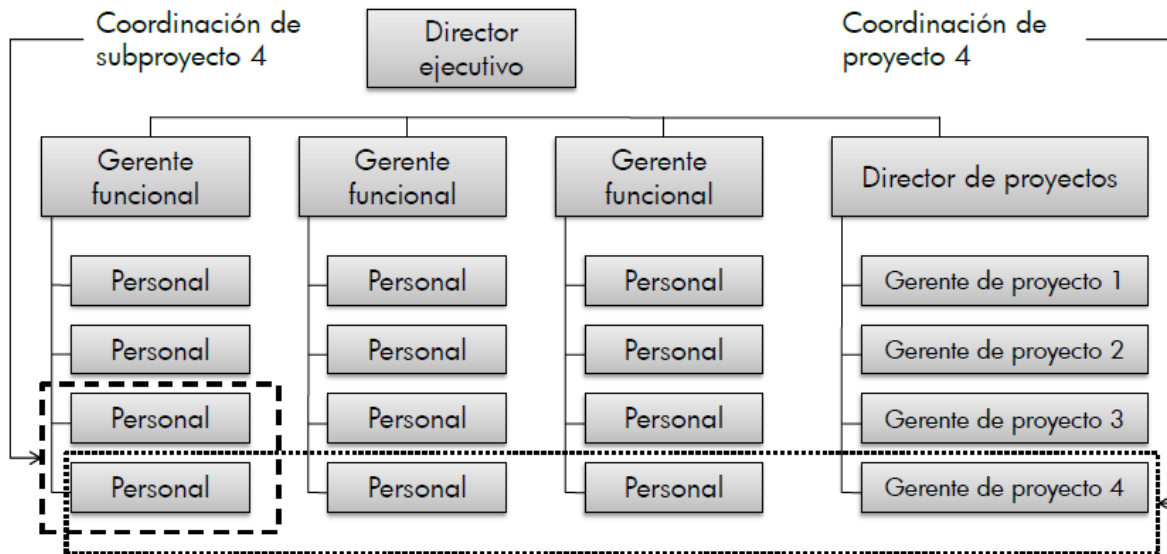 Coordinación de
subproyecto 4
Director
ejecutivo
Coordinación de
proyecto 4
Gerente
funcional
Gerente
funcional
Gerente
funcional
Director de proyectos
Personal
Personal
Personal
Gerente de proyecto 1
Personal
Personal
Personal
Gerente de proyecto 2
Personal
Personal
Personal
Gerente de proyecto 3
Personal
Personal
Personal
Gerente de proyecto 4